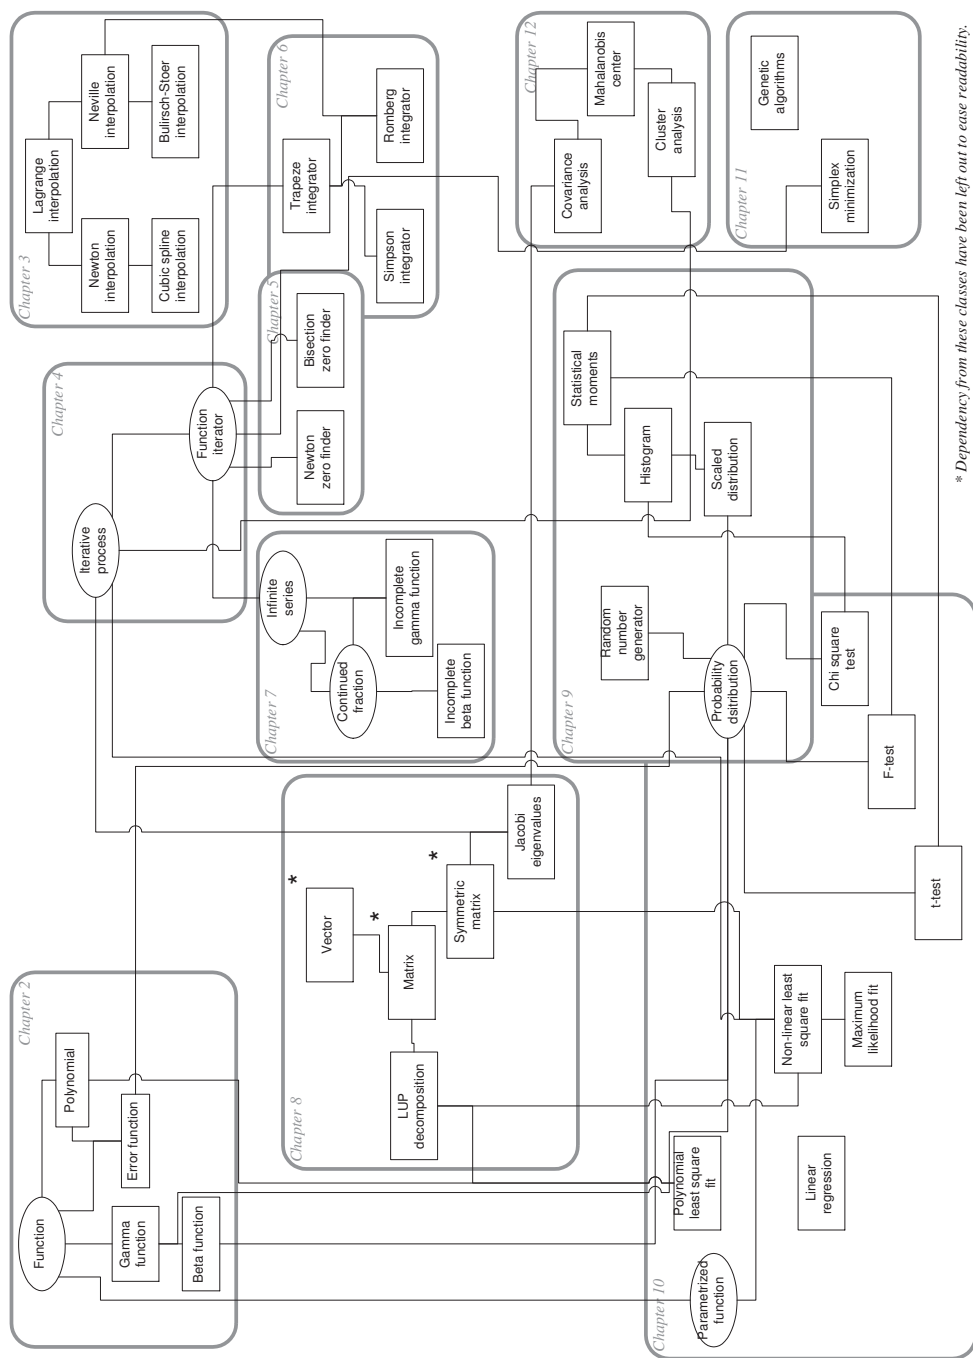 Chapter 2
Function
Polynomial
Error function
Gamma
function
Beta function
Chapter 4
Iterative
process
Function
iterator
Chapter 3
Lagrange
interpolation
Newton
interpolation
Neville
interpolation
Cubic spline
interpolation
Bulirsch-Stoer
interpolation
Chapter 8
Vector
*
Matrix
*
Symmetric
matrix
*
LUP
decomposition
Jacobi
eigenvalues
Chapter 7
Infinite
series
Continued
fraction
Incomplete
gamma function
Incomplete
beta function
Chapter 5
Newton
zero finder
Bisection
zero finder
Chapter 6
Trapeze
integrator
Simpson
integrator
Romberg
integrator
Chapter 10
Parametrized
function
Polynomial
least square
fit
Linear
regression
Non-linear least
square fit
Maximum
likelihood fit
t-test
F-test
Chi square
test
Chapter 9
Random
number
generator
Probability
dsitribution
Statistical
moments
Histogram
Scaled
distribution
Chapter 12
Covariance
analysis
Mahalanobis
center
Cluster
analysis
Chapter 11
Simplex
minimization
Genetic
algorithms
* Dependency from these classes have been left out to ease readability.